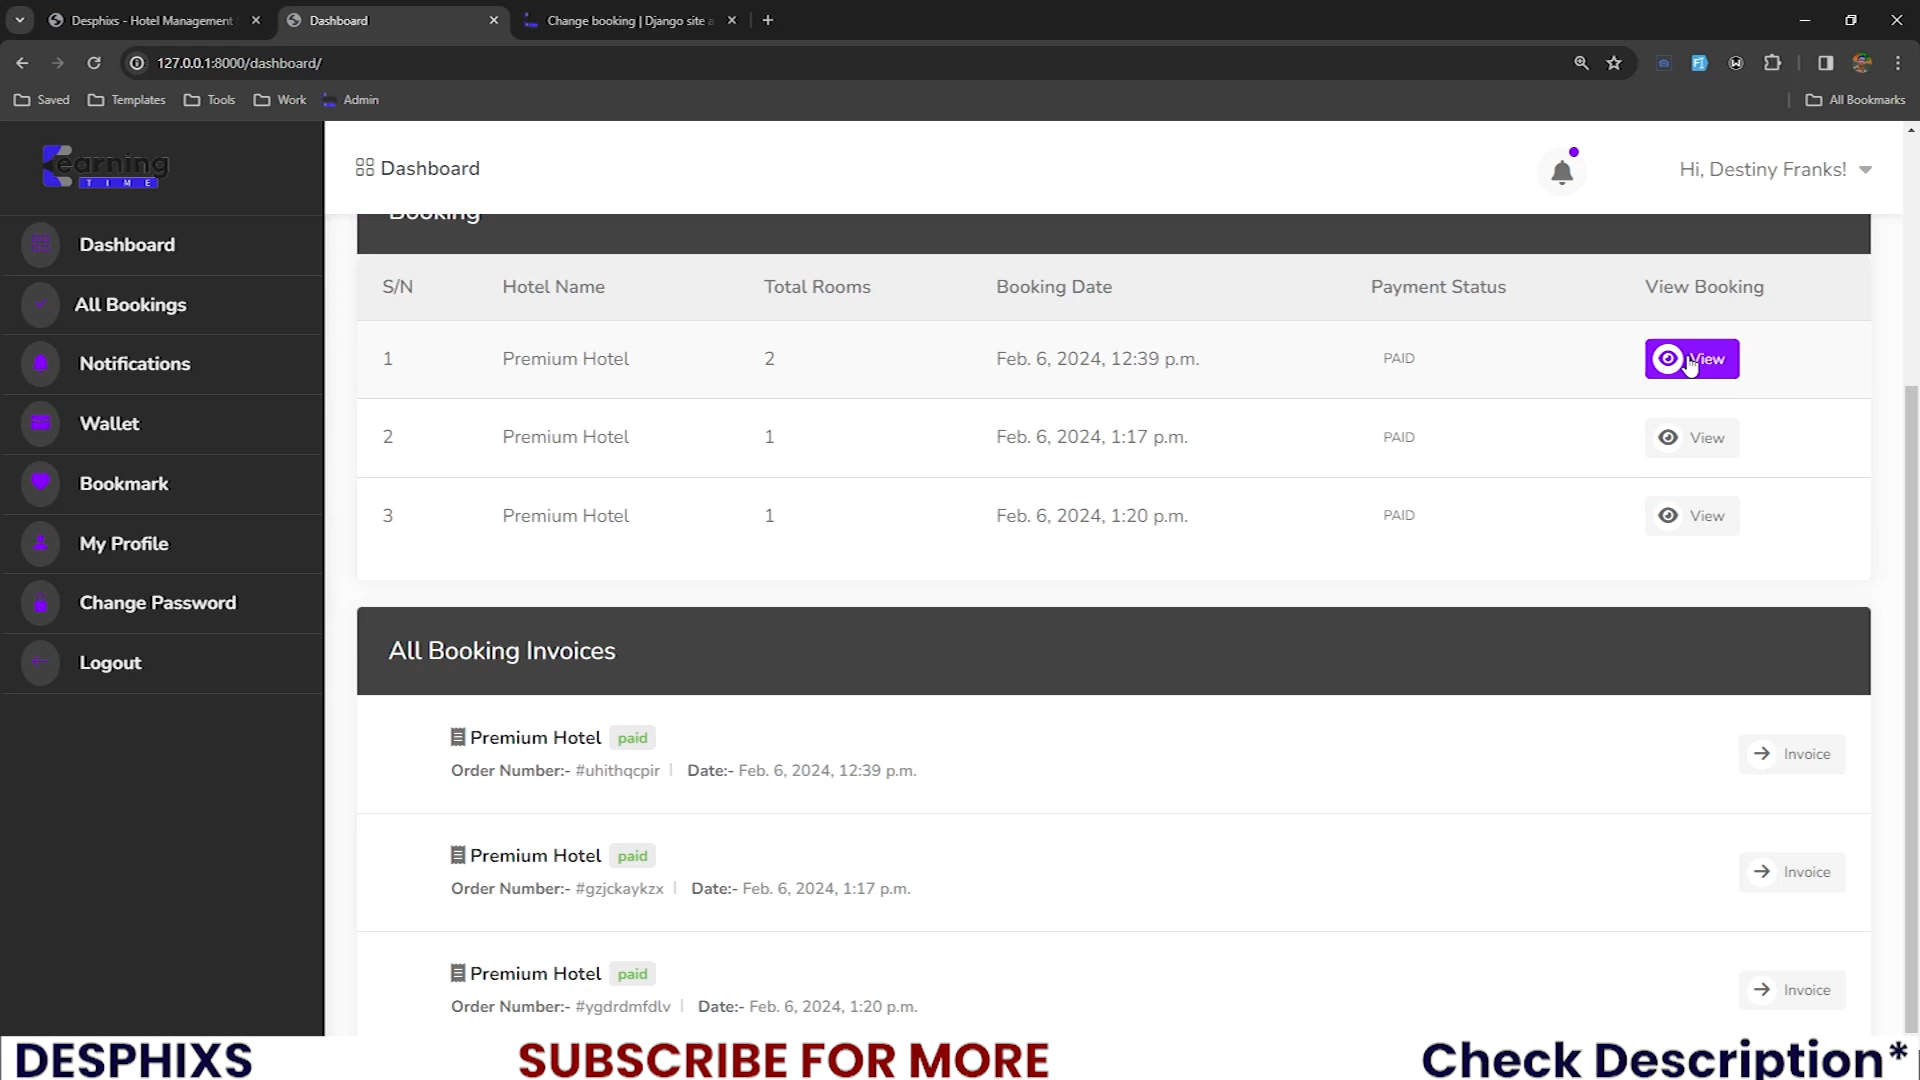 Desphixs - Hotel Management
Dashboard
Change booking | Django site a
127.0.0.1:8000/dashboard/
Saved
Templates
Tools
Work
Admin
All Bookmarks
earning
TIME
Dashboard
Hi, Destiny Franks!
Dashboard
All Bookings
Notifications
Wallet
Bookmark
My Profile
Change Password
Logout
Booking
S/N Hotel Name Total Rooms Booking Date Payment Status View Booking
1 Premium Hotel 2 Feb. 6, 2024, 12:39 p.m. PAID View
2 Premium Hotel 1 Feb. 6, 2024, 1:17 p.m. PAID View
3 Premium Hotel 1 Feb. 6, 2024, 1:20 p.m. PAID View
All Booking Invoices
Premium Hotel paid
Order Number:- #uhithqcpir Date:- Feb. 6, 2024, 12:39 p.m.
Invoice
Premium Hotel paid
Order Number:- #gzjckaykzx Date:- Feb. 6, 2024, 1:17 p.m.
Invoice
Premium Hotel paid
Order Number:- #ygdrdmfdlv Date:- Feb. 6, 2024, 1:20 p.m.
Invoice
DESPHIXS SUBSCRIBE FOR MORE Check Description*